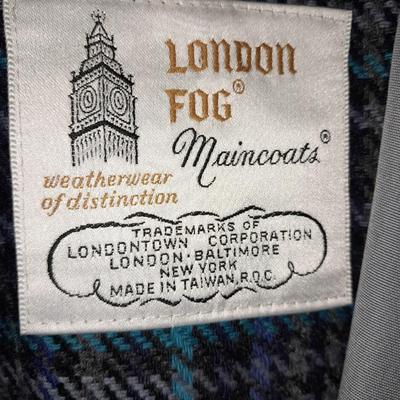 LONDON
FOG®
Maincoats®
weatherwear
of distinction
TRADEMARKS OF
LONDONTOWN CORPORATION
LONDON·BALTIMORE
NEW YORK
MADE IN TAIWAN, R.O.C.